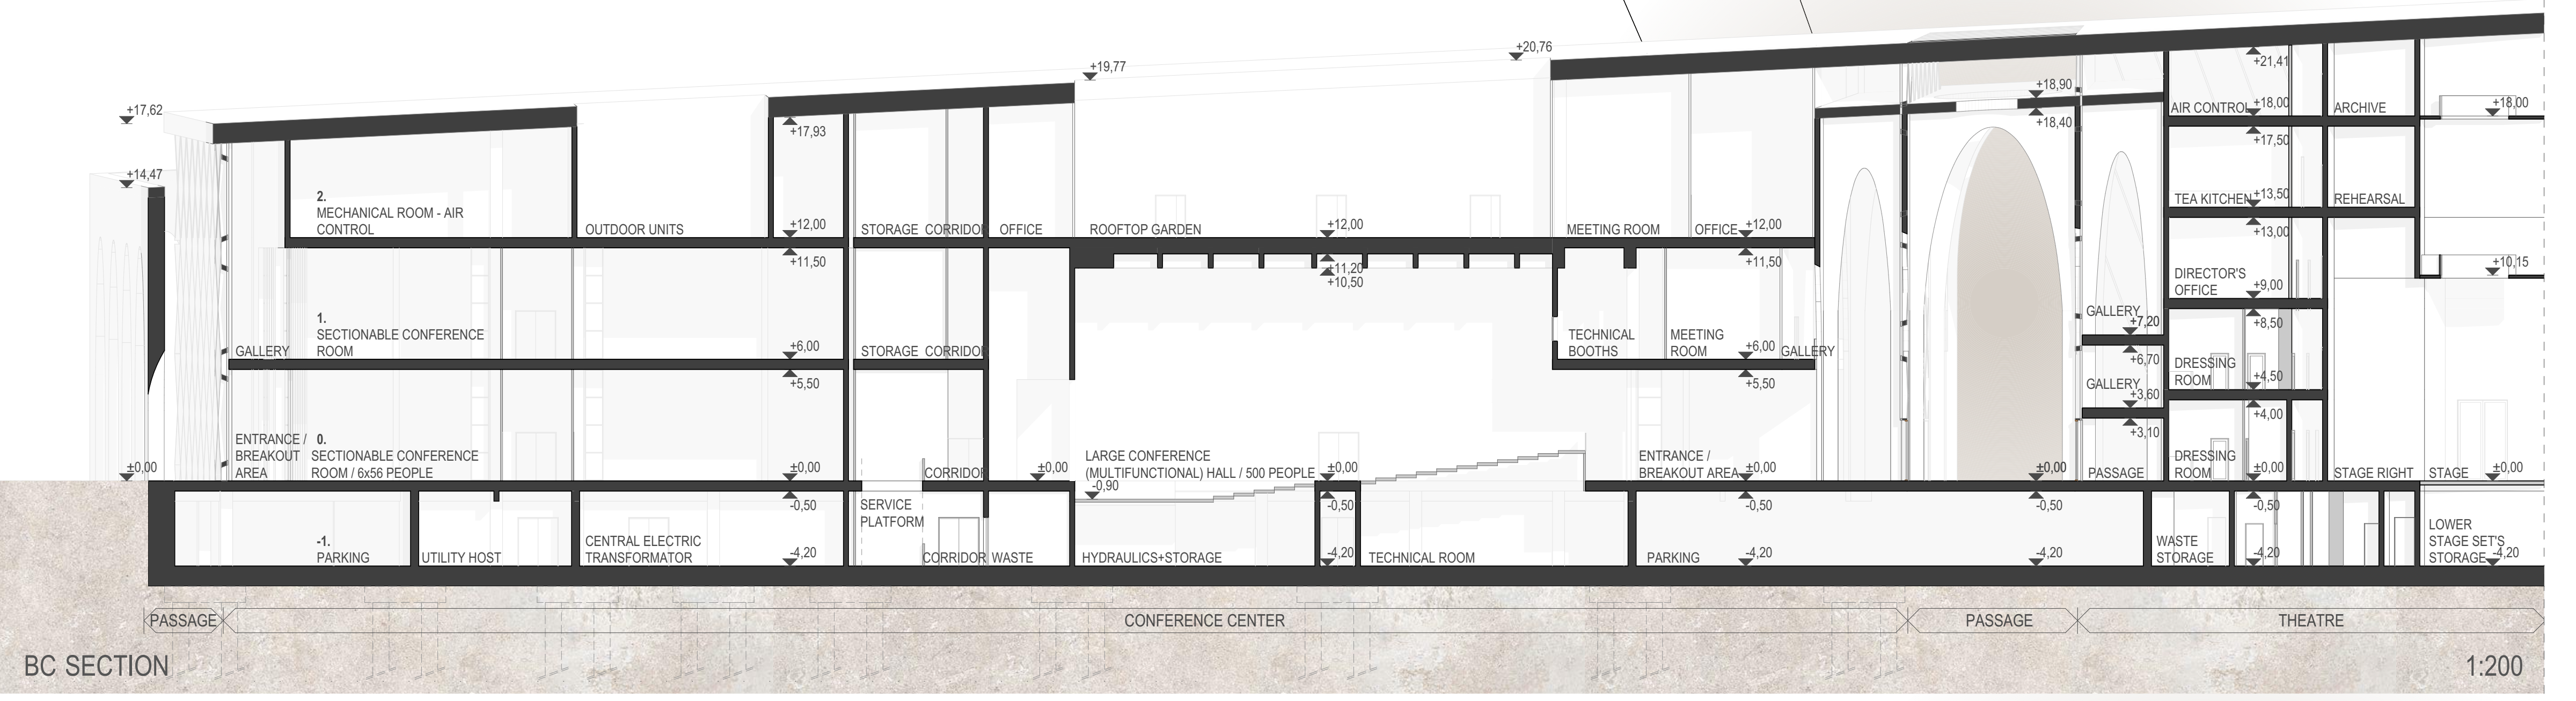 +20,76
+19,77
+17,62
+21,41
+18,90
+18,40
+17,93
AIR CONTROL
+18,00
ARCHIVE
+18,00
+17,50
+14,47
2.
MECHANICAL ROOM - AIR
CONTROL
OUTDOOR UNITS
+12,00
STORAGE
CORRIDOR
OFFICE
ROOFTOP GARDEN
+12,00
MEETING ROOM
OFFICE
+12,00
TEA KITCHEN
+13,50
REHEARSAL
+13,00
+11,50
+11,20
+10,50
+11,50
DIRECTOR'S
OFFICE
+9,00
+10,15
1.
SECTIONABLE CONFERENCE
ROOM
GALLERY
+6,00
STORAGE
CORRIDOR
TECHNICAL
BOOTHS
MEETING
ROOM
+6,00
GALLERY
GALLERY
+7,20
+8,50
+5,50
+5,50
+6,70
DRESSING
ROOM
+4,50
GALLERY
+3,60
+4,00
+3,10
ENTRANCE /
BREAKOUT
AREA
0.
SECTIONABLE CONFERENCE
ROOM / 6x56 PEOPLE
±0,00
±0,00
CORRIDOR
±0,00
LARGE CONFERENCE
(MULTIFUNCTIONAL) HALL / 500 PEOPLE
±0,00
-0,90
ENTRANCE /
BREAKOUT AREA
±0,00
±0,00
PASSAGE
DRESSING
ROOM
±0,00
STAGE RIGHT
STAGE
±0,00
-0,50
SERVICE
PLATFORM
-0,50
-0,50
-0,50
-0,50
-1.
PARKING
UTILITY HOST
CENTRAL ELECTRIC
TRANSFORMATOR
-4,20
CORRIDOR
WASTE
HYDRAULICS+STORAGE
-4,20
TECHNICAL ROOM
PARKING
-4,20
-4,20
WASTE
STORAGE
-4,20
LOWER
STAGE SET'S
STORAGE
-4,20
PASSAGE
CONFERENCE CENTER
PASSAGE
THEATRE
BC SECTION
1:200